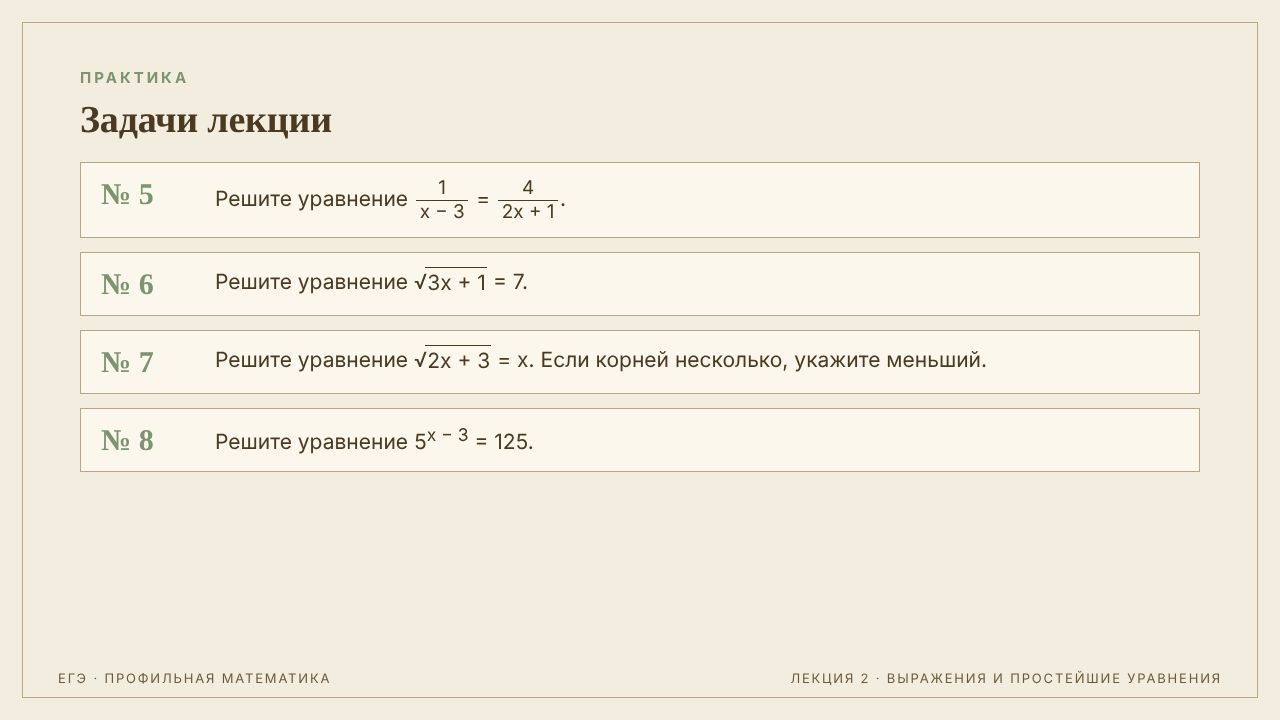 ПРАКТИКА
Задачи лекции
№ 5 Решите уравнение 1/(x − 3) = 4/(2x + 1).
№ 6 Решите уравнение √(3x + 1) = 7.
№ 7 Решите уравнение √(2x + 3) = x. Если корней несколько, укажите меньший.
№ 8 Решите уравнение 5^(x − 3) = 125.
ЕГЭ · ПРОФИЛЬНАЯ МАТЕМАТИКА
ЛЕКЦИЯ 2 · ВЫРАЖЕНИЯ И ПРОСТЕЙШИЕ УРАВНЕНИЯ